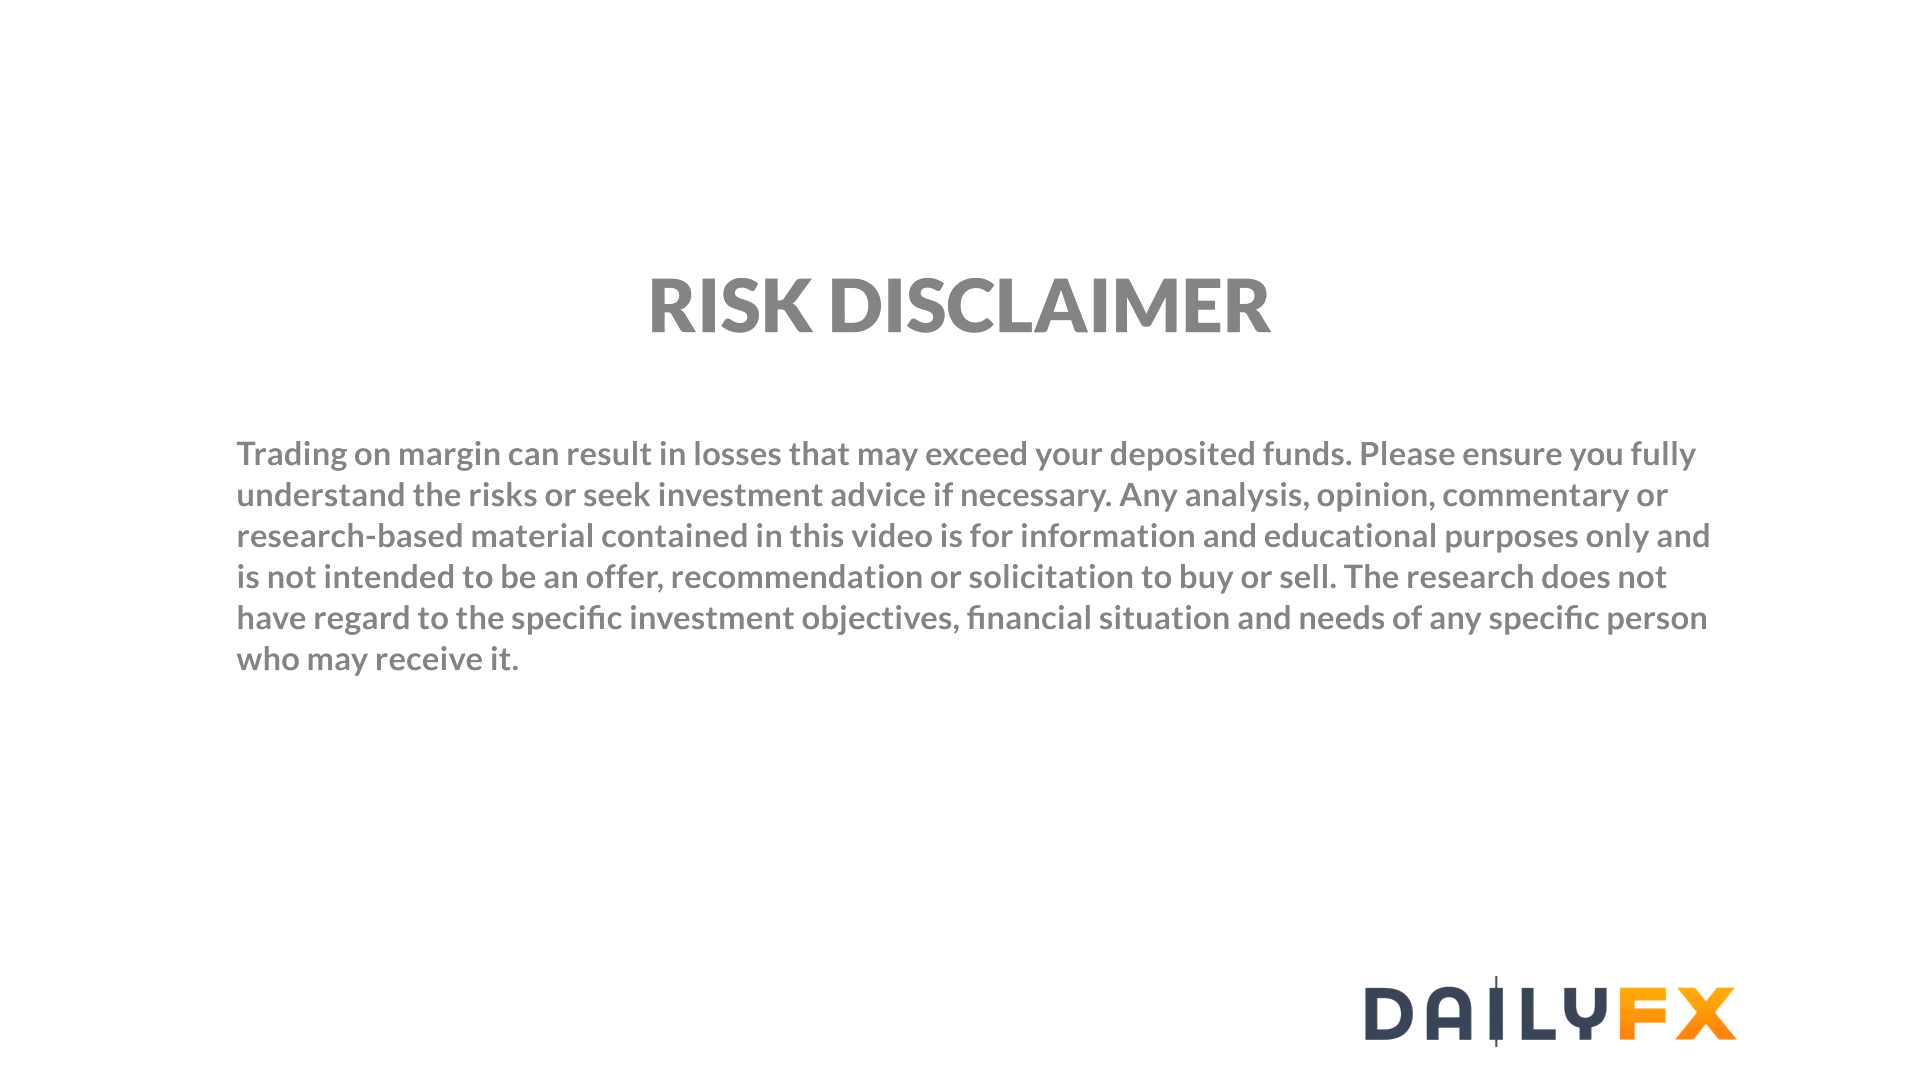 RISK DISCLAIMER
Trading on margin can result in losses that may exceed your deposited funds. Please ensure you fully
understand the risks or seek investment advice if necessary. Any analysis, opinion, commentary or
research-based material contained in this video is for information and educational purposes only and
is not intended to be an offer, recommendation or solicitation to buy or sell. The research does not
have regard to the specific investment objectives, financial situation and needs of any specific person
who may receive it.
DAILYFX